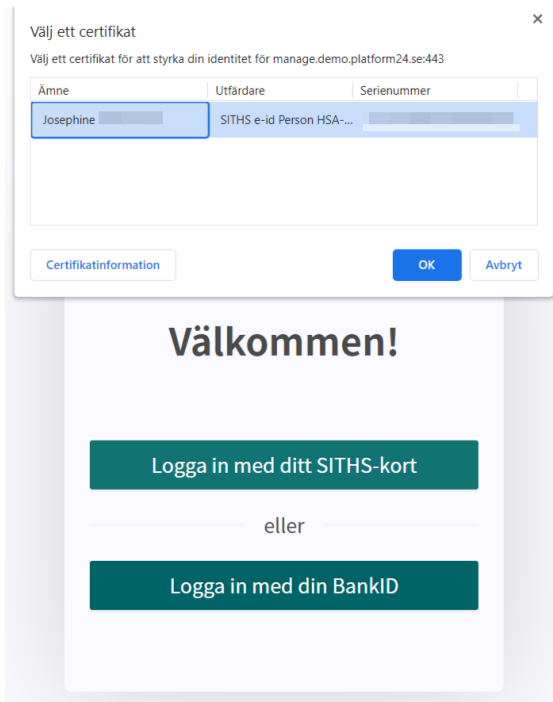 Välj ett certifikat
Välj ett certifikat för att styrka din identitet för manage.demo.platform24.se:443
Ämne Utfärdare Serienummer
Josephine SITHS e-id Person HSA-...
Certifikatinformation OK Avbryt
Välkommen!
Logga in med ditt SITHS-kort
eller
Logga in med din BankID